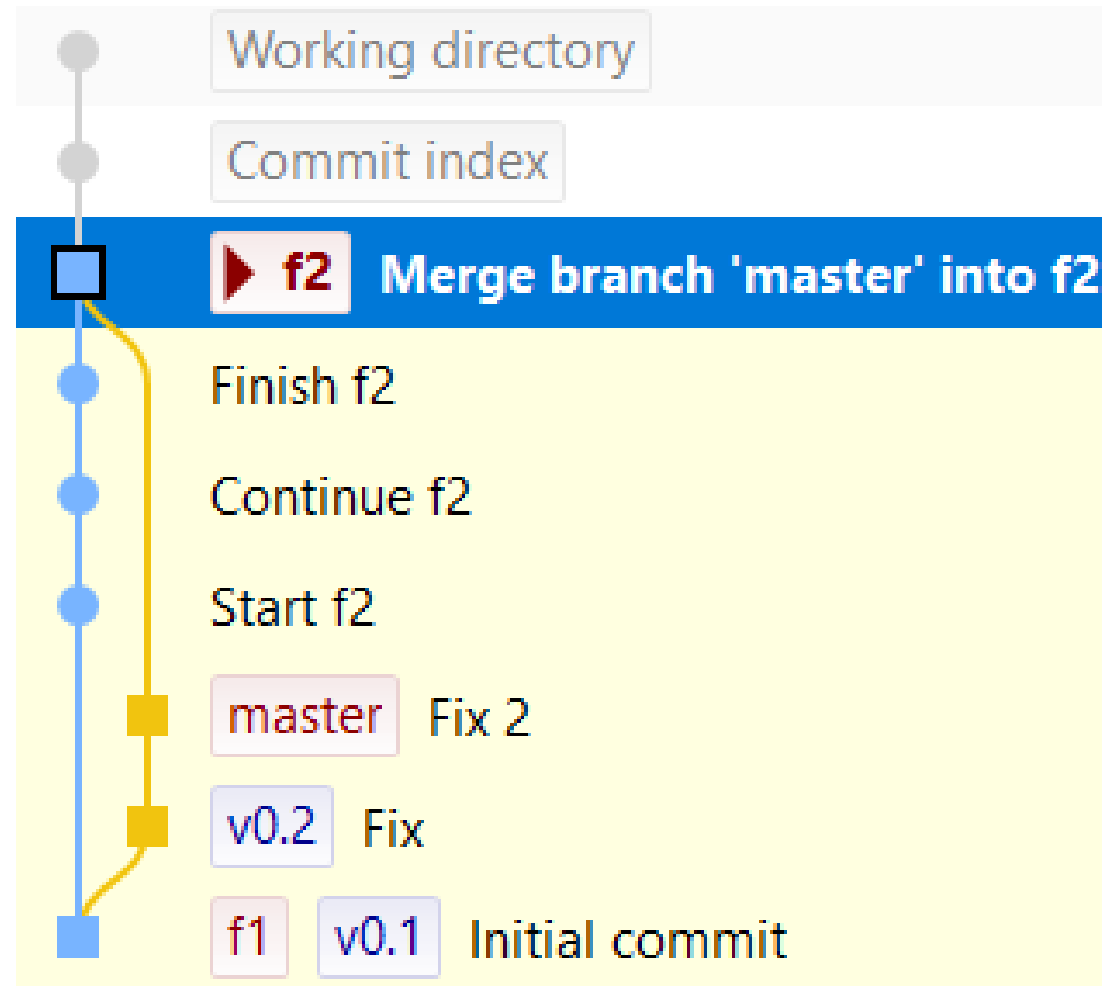 Working directory
Commit index
f2 Merge branch 'master' into f2
Finish f2
Continue f2
Start f2
master Fix 2
v0.2 Fix
f1 v0.1 Initial commit